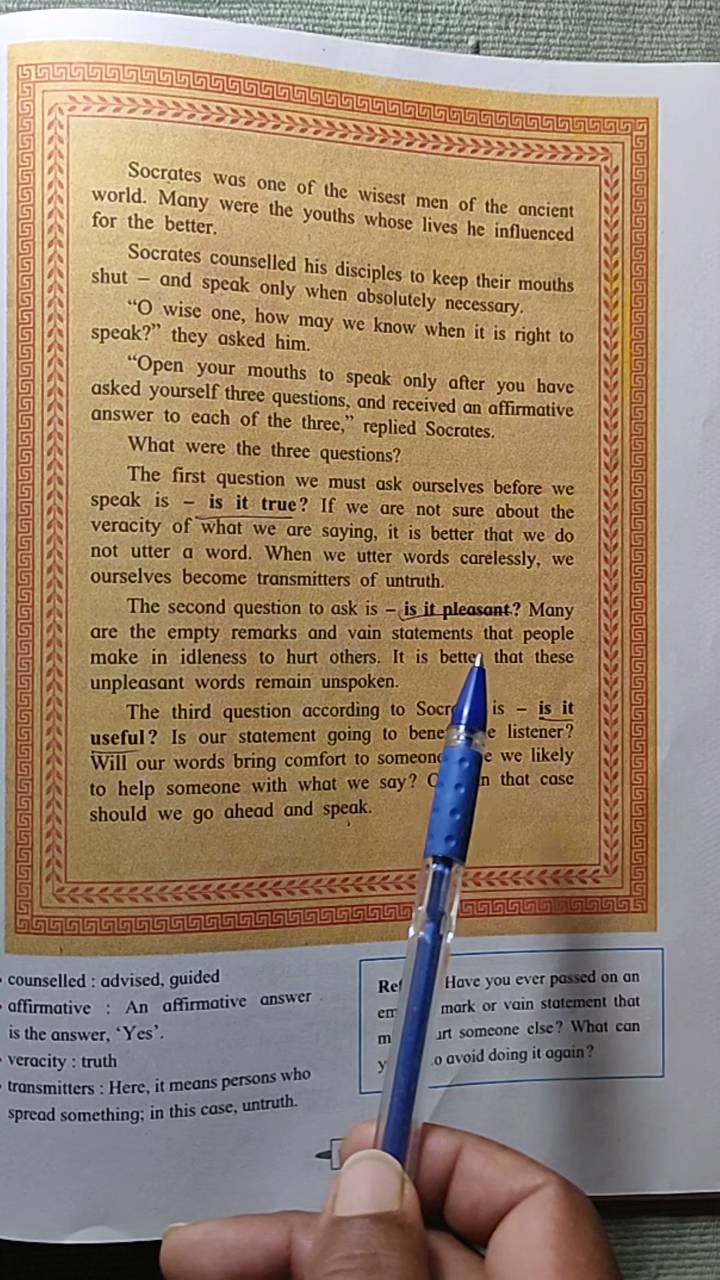 Socrates was one of the wisest men of the ancient
world. Many were the youths whose lives he influenced
for the better.
Socrates counselled his disciples to keep their mouths
shut – and speak only when absolutely necessary.
“O wise one, how may we know when it is right to
speak?” they asked him.
“Open your mouths to speak only after you have
asked yourself three questions, and received an affirmative
answer to each of the three,” replied Socrates.
What were the three questions?
The first question we must ask ourselves before we
speak is – is it true? If we are not sure about the
veracity of what we are saying, it is better that we do
not utter a word. When we utter words carelessly, we
ourselves become transmitters of untruth.
The second question to ask is – is it pleasant? Many
are the empty remarks and vain statements that people
make in idleness to hurt others. It is better that these
unpleasant words remain unspoken.
The third question according to is – is it
useful? Is our statement going to listener?
Will our words bring comfort to we likely
to help someone with what we say? that case
should we go ahead and speak.
counselled : advised, guided
affirmative : An affirmative answer
is the answer, ‘Yes’.
veracity : truth
transmitters : Here, it means persons who
spread something; in this case, untruth.
Have you ever passed on an
mark or vain statement that
someone else? What can
avoid doing it again?